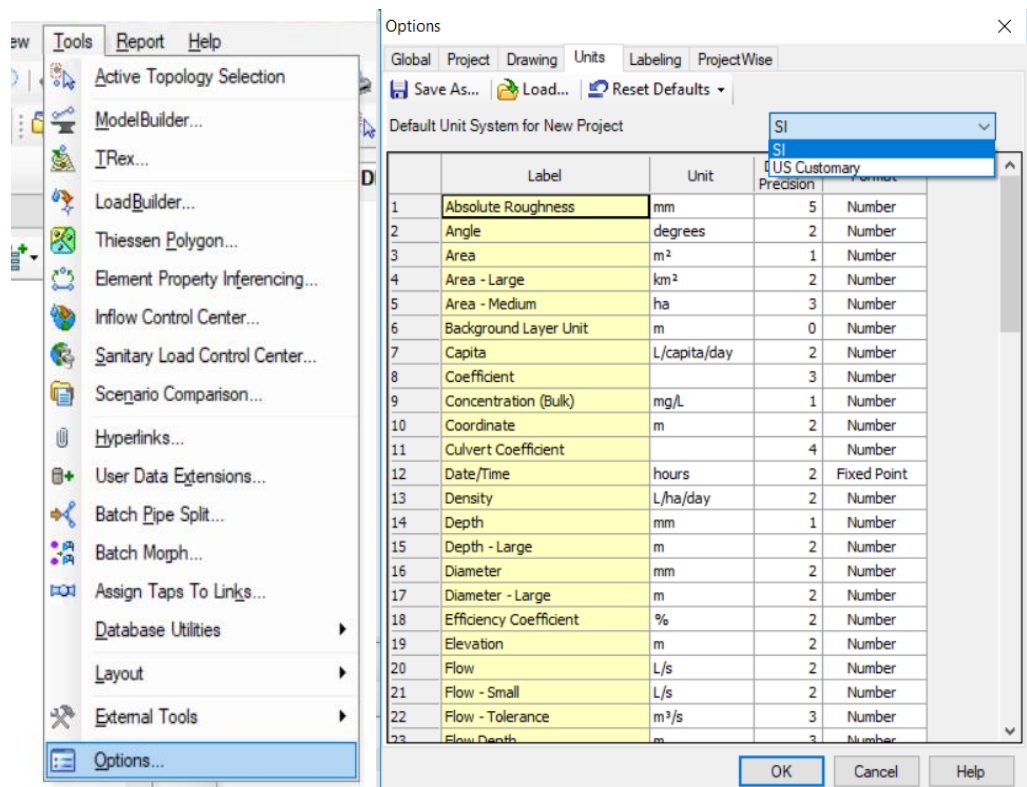 ew Tools Report Help
Active Topology Selection
ModelBuilder...
TRex...
LoadBuilder...
Thiessen Polygon...
Element Property Inferencing...
Inflow Control Center...
Sanitary Load Control Center...
Scenario Comparison...
Hyperlinks...
User Data Extensions...
Batch Pipe Split...
Batch Morph...
Assign Taps To Links...
Database Utilities
Layout
External Tools
Options...
Options
Global Project Drawing Units Labeling ProjectWise
Save As... Load... Reset Defaults
Default Unit System for New Project SI
SI
US Customary
Label Unit Precision
1 Absolute Roughness mm 5 Number
2 Angle degrees 2 Number
3 Area m² 1 Number
4 Area - Large km² 2 Number
5 Area - Medium ha 3 Number
6 Background Layer Unit m 0 Number
7 Capita L/capita/day 2 Number
8 Coefficient 3 Number
9 Concentration (Bulk) mg/L 1 Number
10 Coordinate m 2 Number
11 Culvert Coefficient 4 Number
12 Date/Time hours 2 Fixed Point
13 Density L/ha/day 2 Number
14 Depth mm 1 Number
15 Depth - Large m 2 Number
16 Diameter mm 2 Number
17 Diameter - Large m 2 Number
18 Efficiency Coefficient % 2 Number
19 Elevation m 2 Number
20 Flow L/s 2 Number
21 Flow - Small L/s 2 Number
22 Flow - Tolerance m³/s 3 Number
23 Flow Depth m 3 Number
OK Cancel Help